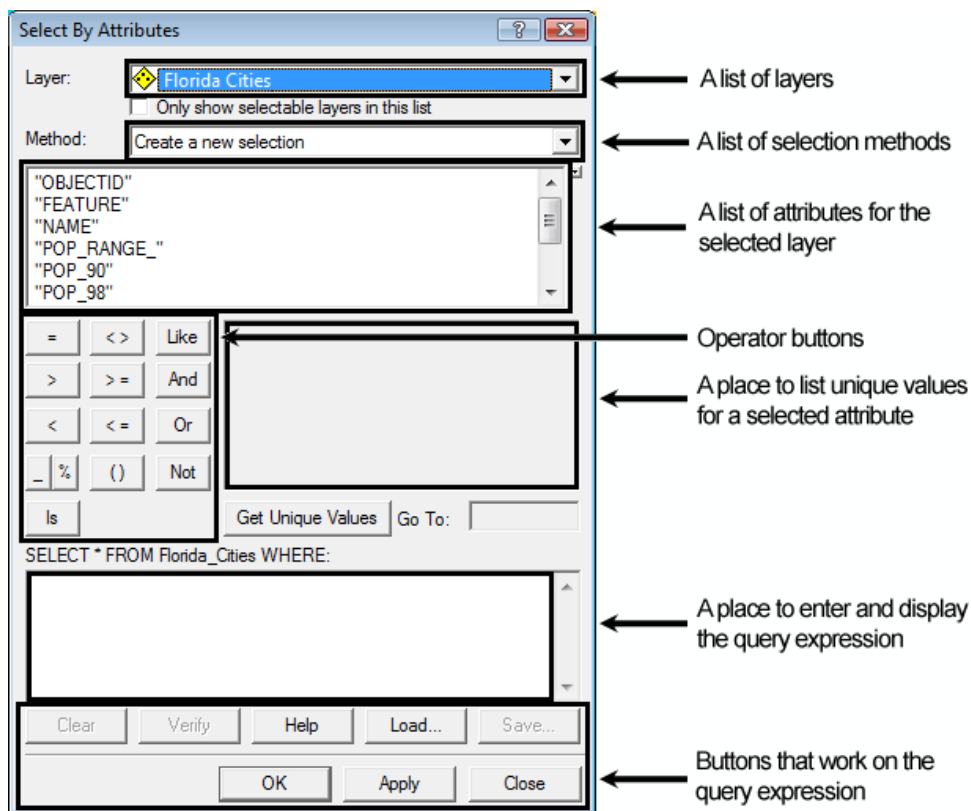 Select By Attributes
?
Layer:
Florida Cities
A list of layers
Only show selectable layers in this list
Method:
Create a new selection
A list of selection methods
"OBJECTID"
"FEATURE"
"NAME"
"POP_RANGE_"
"POP_90"
"POP_98"
A list of attributes for the
selected layer
= < > Like
> > = And
< < = Or
_ % ( ) Not
Is
Operator buttons
A place to list unique values
for a selected attribute
Get Unique Values Go To:
SELECT * FROM Florida_Cities WHERE:
A place to enter and display
the query expression
Clear Verify Help Load... Save...
OK Apply Close
Buttons that work on the
query expression